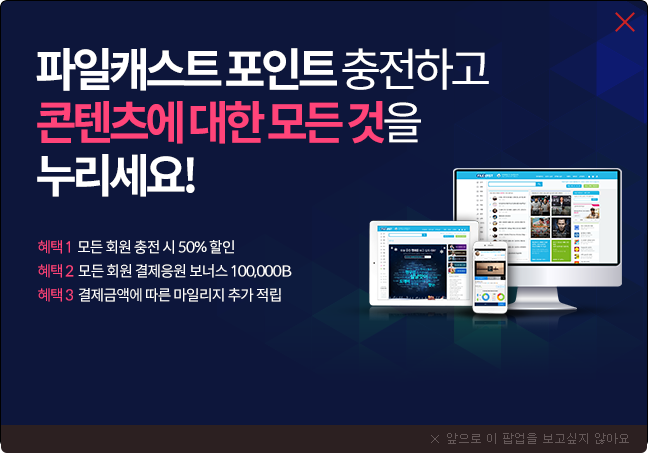 파일캐스트 포인트 충전하고
콘텐츠에 대한 모든 것을
누리세요!
혜택 1 모든 회원 충전 시 50% 할인
혜택 2 모든 회원 결제응원 보너스 100,000B
혜택 3 결제금액에 따른 마일리지 추가 적립
× 앞으로 이 팝업을 보고싶지 않아요